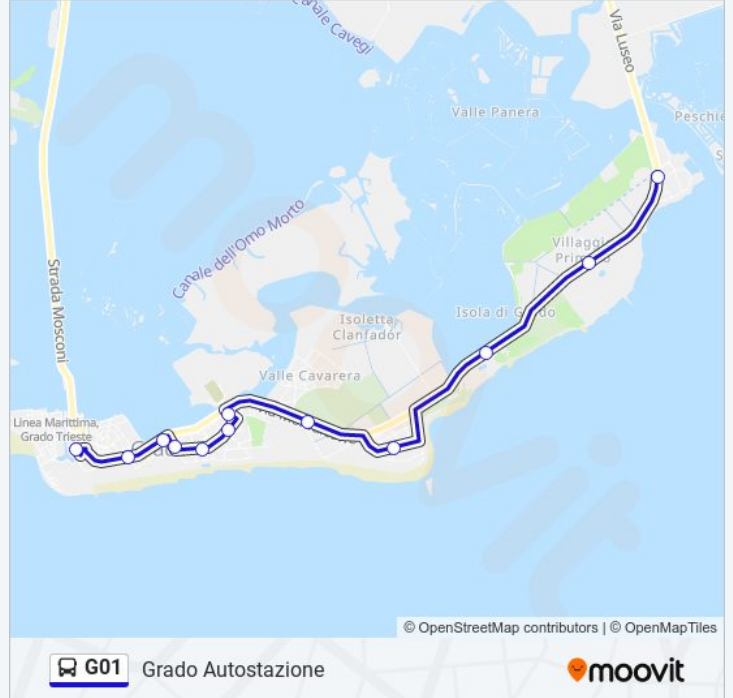 Canale Cavegi
Via Luseo
Valle Panera
Peschie
S
Canale dell'Omo Morto
Villaggio
Primero
Strada Mosconi
Isola di Grado
Isoletta
Clanfador
Valle Cavarera
Linea Marittima,
Grado Trieste
© OpenStreetMap contributors | © OpenMapTiles
G01 Grado Autostazione
moovit